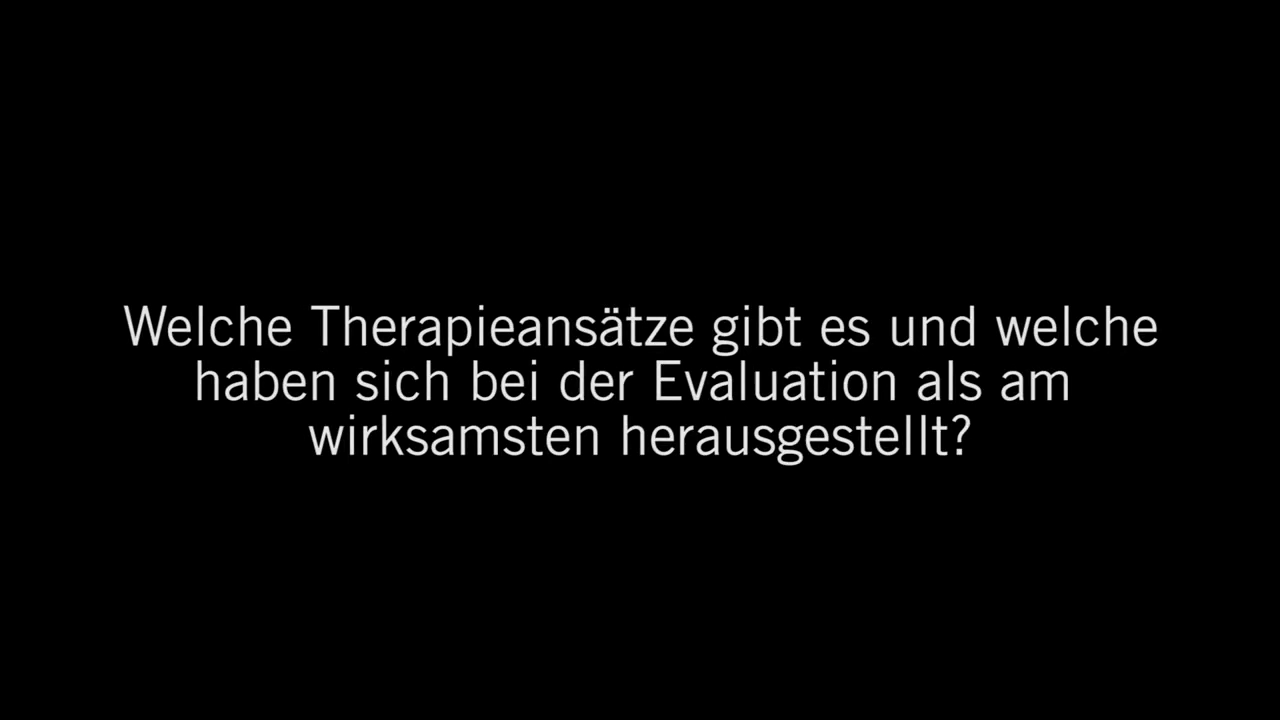 Welche Therapieansätze gibt es und welche
haben sich bei der Evaluation als am
wirksamsten herausgestellt?